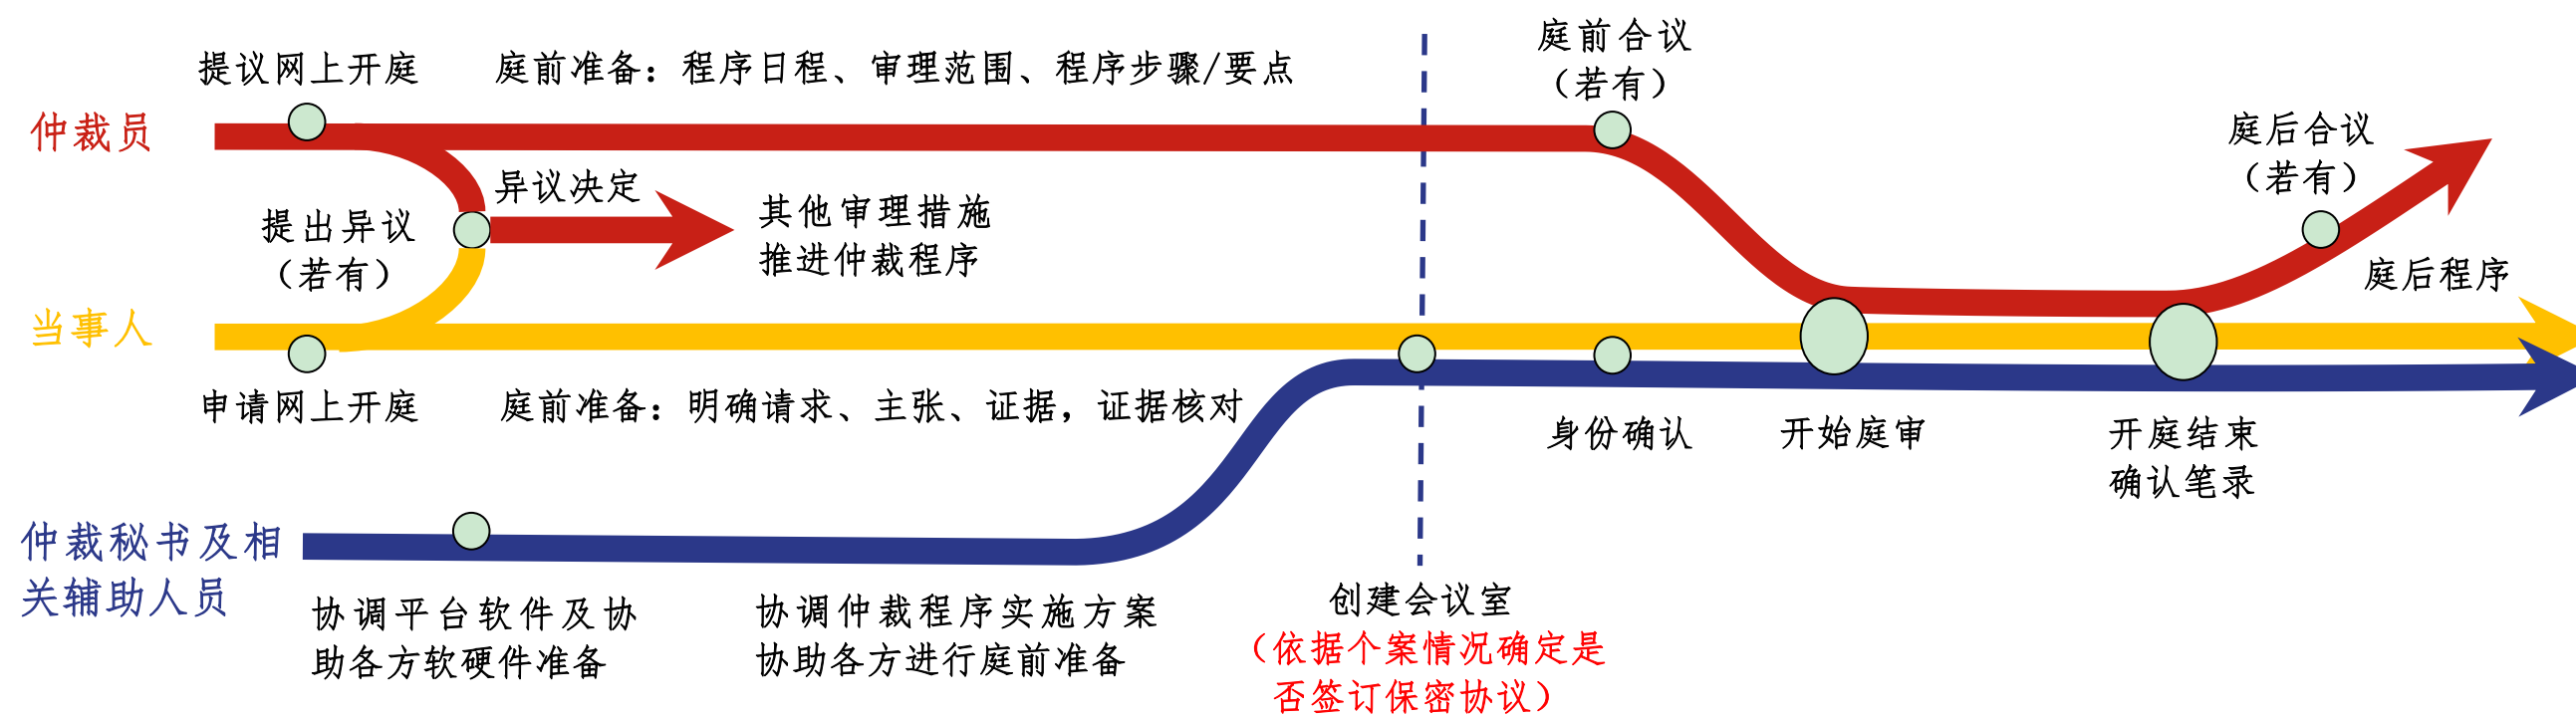 提议网上开庭
庭前准备：程序日程、审理范围、程序步骤/要点
庭前合议
（若有）
仲裁员
庭后合议
（若有）
异议决定
提出异议
（若有）
其他审理措施
推进仲裁程序
庭后程序
当事人
申请网上开庭
庭前准备：明确请求、主张、证据，证据核对
身份确认
开始庭审
开庭结束
确认笔录
仲裁秘书及相
关辅助人员
协调平台软件及协
助各方软硬件准备
协调仲裁程序实施方案
协助各方进行庭前准备
创建会议室
（依据个案情况确定是
否签订保密协议）